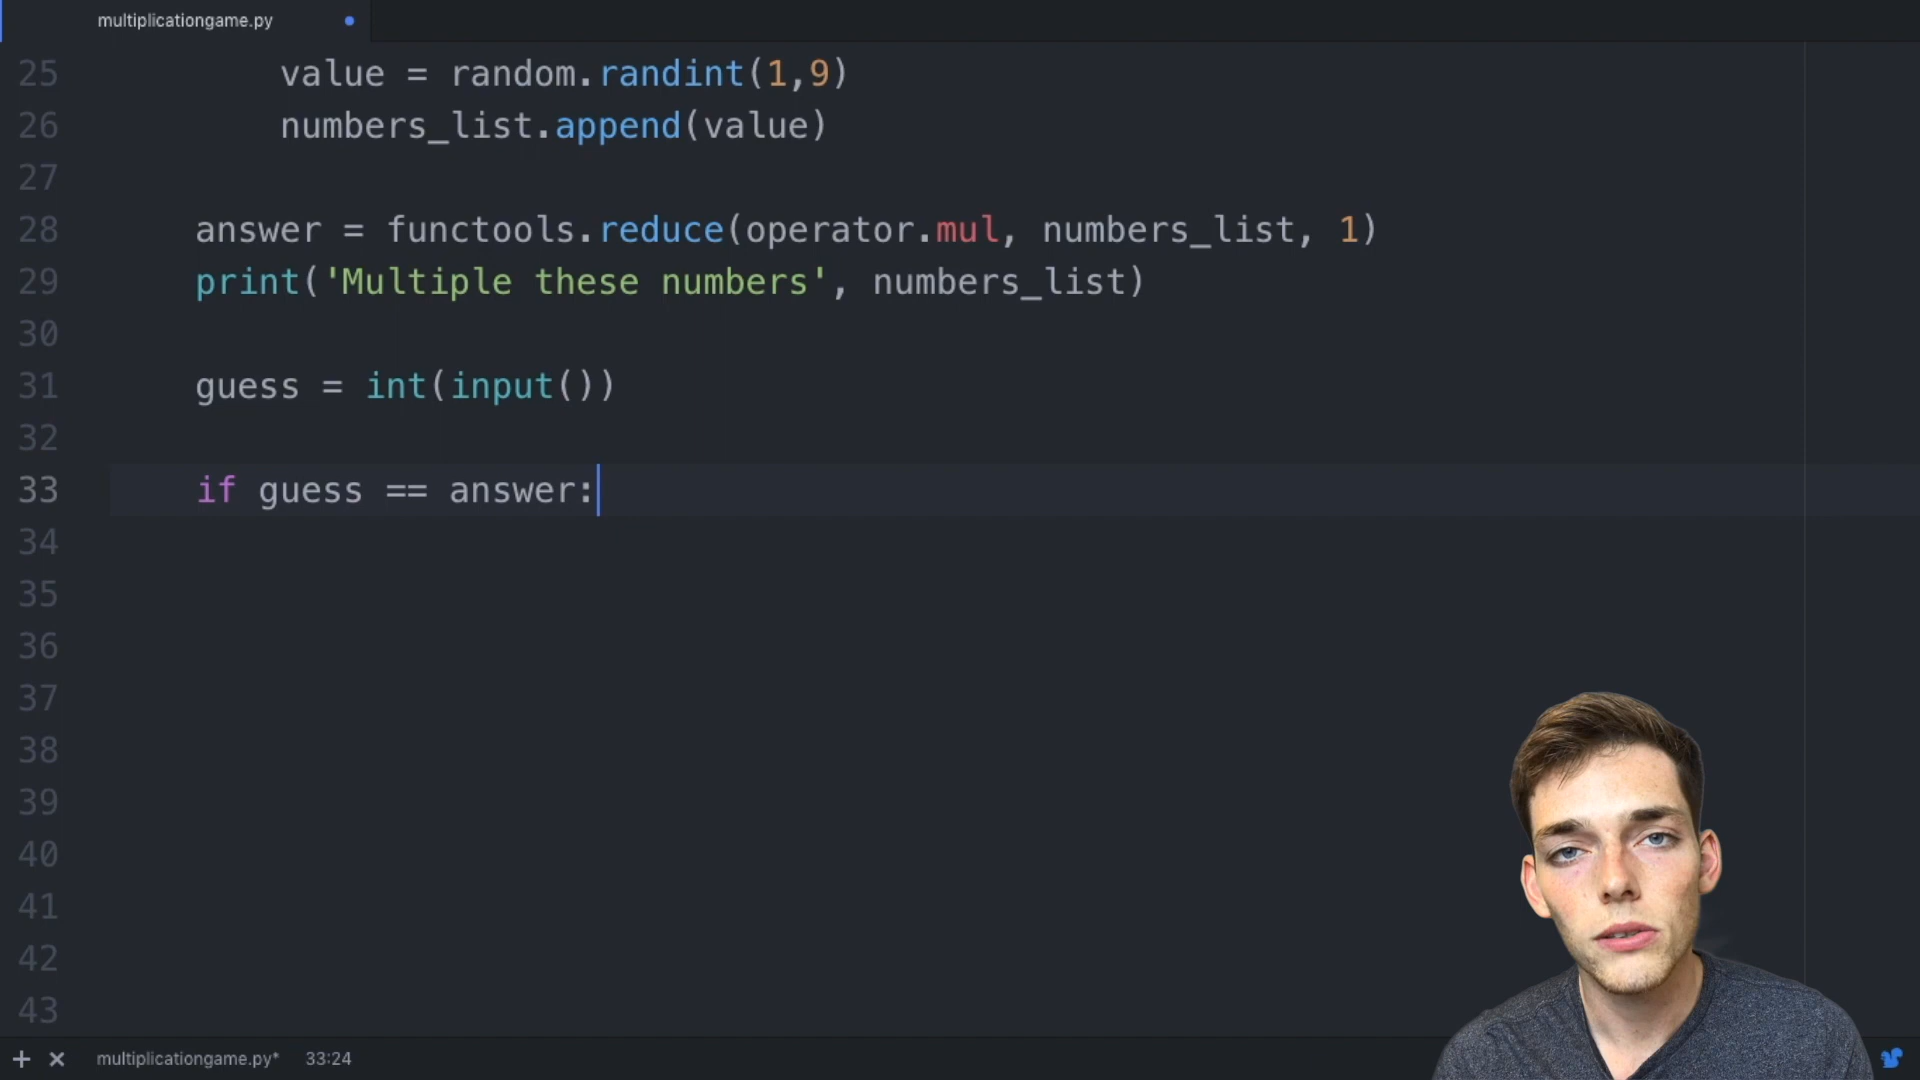 multiplicationgame.py
25 value = random.randint(1,9)
26 numbers_list.append(value)
27
28 answer = functools.reduce(operator.mul, numbers_list, 1)
29 print('Multiple these numbers', numbers_list)
30
31 guess = int(input())
32
33 if guess == answer:
34
35
36
37
38
39
40
41
42
43
multiplicationgame.py* 33:24